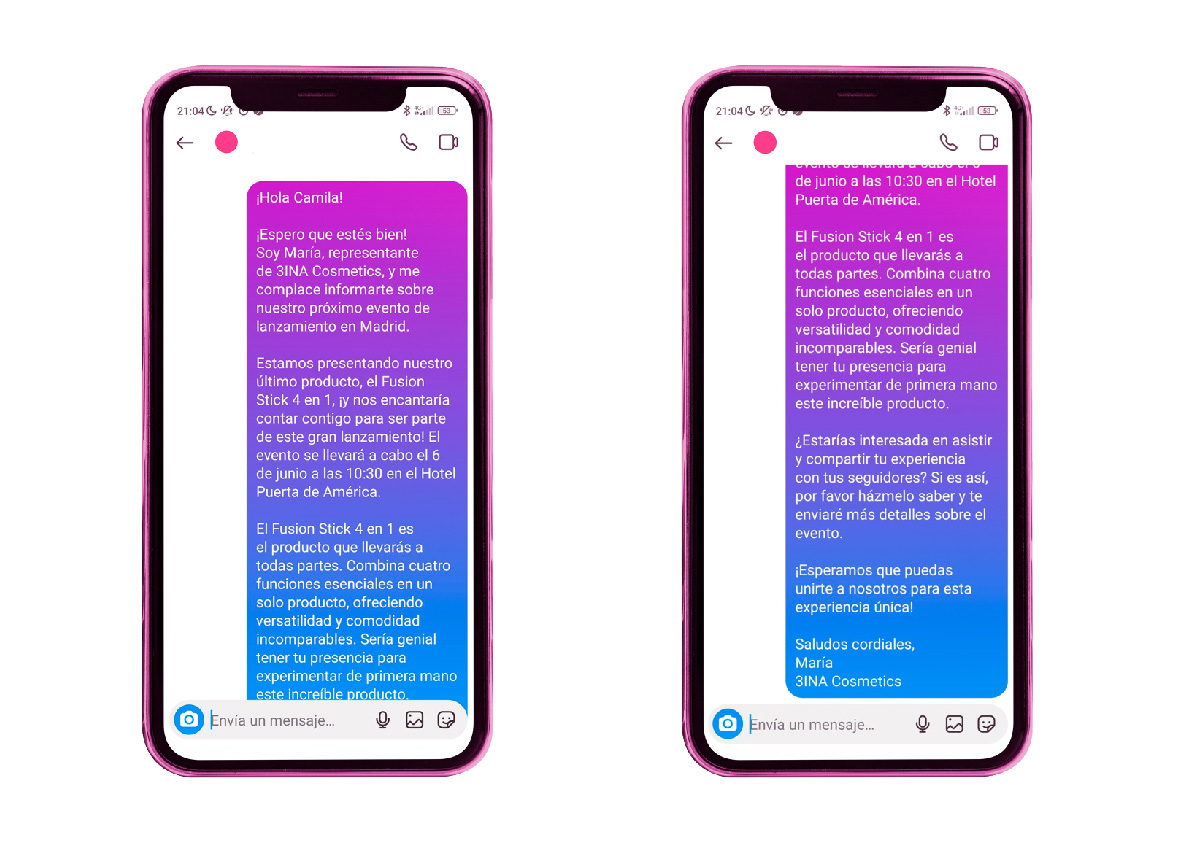 21:04
53
¡Hola Camila!
¡Espero que estés bien!
Soy María, representante
de 3INA Cosmetics, y me
complace informarte sobre
nuestro próximo evento de
lanzamiento en Madrid.
Estamos presentando nuestro
último producto, el Fusion
Stick 4 en 1, ¡y nos encantaría
contar contigo para ser parte
de este gran lanzamiento! El
evento se llevará a cabo el 6
de junio a las 10:30 en el Hotel
Puerta de América.
El Fusion Stick 4 en 1 es
el producto que llevarás a
todas partes. Combina cuatro
funciones esenciales en un
solo producto, ofreciendo
versatilidad y comodidad
incomparables. Sería genial
tener tu presencia para
experimentar de primera mano
este increíble producto.
Envía un mensaje...
21:04
53
evento se llevará a cabo el 6
de junio a las 10:30 en el Hotel
Puerta de América.
El Fusion Stick 4 en 1 es
el producto que llevarás a
todas partes. Combina cuatro
funciones esenciales en un
solo producto, ofreciendo
versatilidad y comodidad
incomparables. Sería genial
tener tu presencia para
experimentar de primera mano
este increíble producto.
¿Estarías interesada en asistir
y compartir tu experiencia
con tus seguidores? Si es así,
por favor házmelo saber y te
enviaré más detalles sobre el
evento.
¡Esperamos que puedas
unirte a nosotros para esta
experiencia única!
Saludos cordiales,
María
3INA Cosmetics
Envía un mensaje...